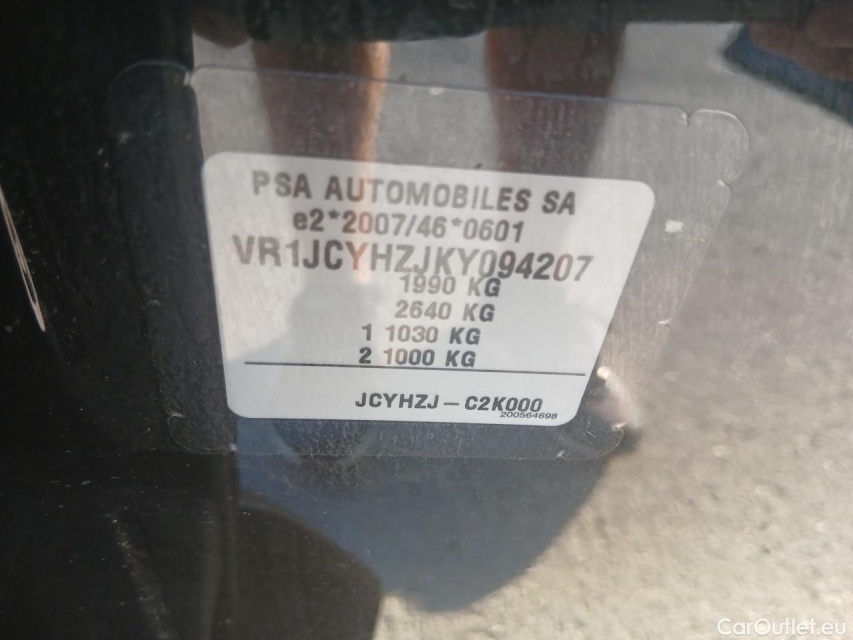 PSA AUTOMOBILES SA
e2*2007/46*0601
VR1JCYHZJKY094207
1990 KG
2640 KG
1 1030 KG
2 1000 KG
JCYHZJ – C2K000
200564698
CarOutlet.eu